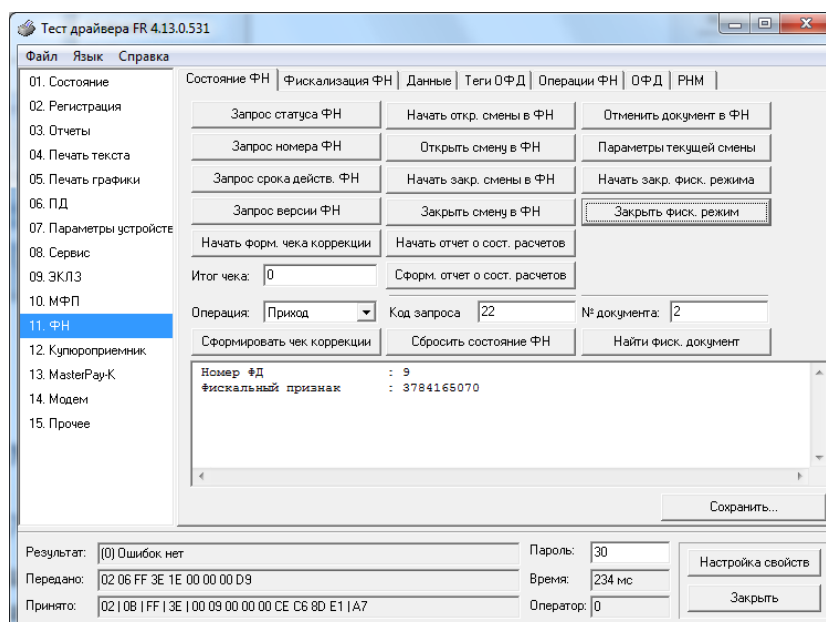 Тест драйвера FR 4.13.0.531
Файл Язык Справка
01. Состояние
02. Регистрация
03. Отчеты
04. Печать текста
05. Печать графики
06. ПД
07. Параметры устройств
08. Сервис
09. ЭКЛЗ
10. МФП
11. ФН
12. Купюроприемник
13. MasterPay-K
14. Модем
15. Прочее
Состояние ФН Фискализация ФН Данные Теги ОФД Операции ФН ОФД РНМ
Запрос статуса ФН Начать откр. смены в ФН Отменить документ в ФН
Запрос номера ФН Открыть смену в ФН Параметры текущей смены
Запрос срока действ. ФН Начать закр. смены в ФН Начать закр. фиск. режима
Запрос версии ФН Закрыть смену в ФН Закрыть фиск. режим
Начать форм. чека коррекции Начать отчет о сост. расчетов
Итог чека: 0 Сформ. отчет о сост. расчетов
Операция: Приход Код запроса 22 № документа: 2
Сформировать чек коррекции Сбросить состояние ФН Найти фиск. документ
Номер ФД : 9
Фискальный признак : 3784165070
Сохранить...
Результат: (0) Ошибок нет Пароль: 30 Настройка свойств
Передано: 02 06 FF 3E 1E 00 00 00 D9 Время: 234 мс
Принято: 02 | 0B | FF | 3E | 00 09 00 00 00 CE C6 8D E1 | A7 Оператор: 0 Закрыть